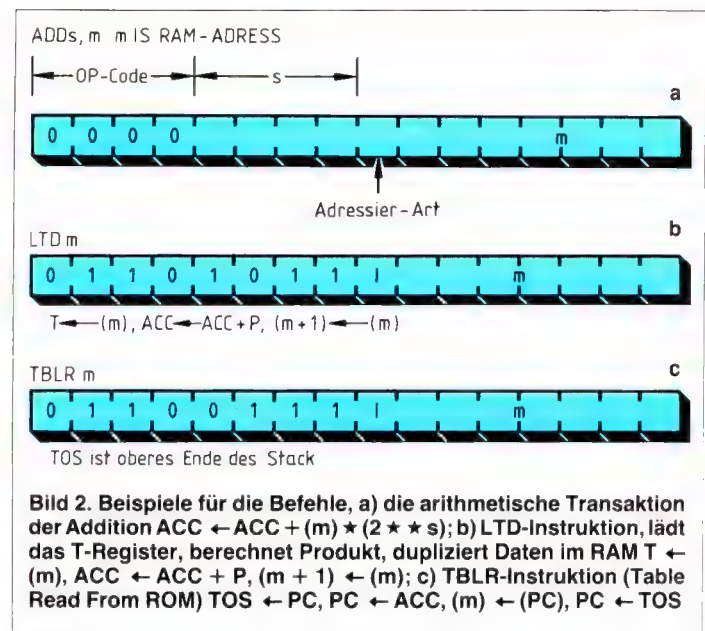 ADDs, m m IS RAM-ADRESS
OP-Code s
a
0 0 0 0 m
Adressier-Art
b
LTD m
0 1 1 0 1 0 1 1 I m
T ← (m), ACC ← ACC + P, (m+1) ← (m)
TBLR m
c
0 1 1 0 0 1 1 1 I m
TOS ist oberes Ende des Stack
Bild 2. Beispiele für die Befehle, a) die arithmetische Transaktion
der Addition ACC ← ACC + (m) ★ (2 ★ ★ s); b) LTD-Instruktion, lädt
das T-Register, berechnet Produkt, dupliziert Daten im RAM T ←
(m), ACC ← ACC + P, (m + 1) ← (m); c) TBLR-Instruktion (Table
Read From ROM) TOS ← PC, PC ← ACC, (m) ← (PC), PC ← TOS